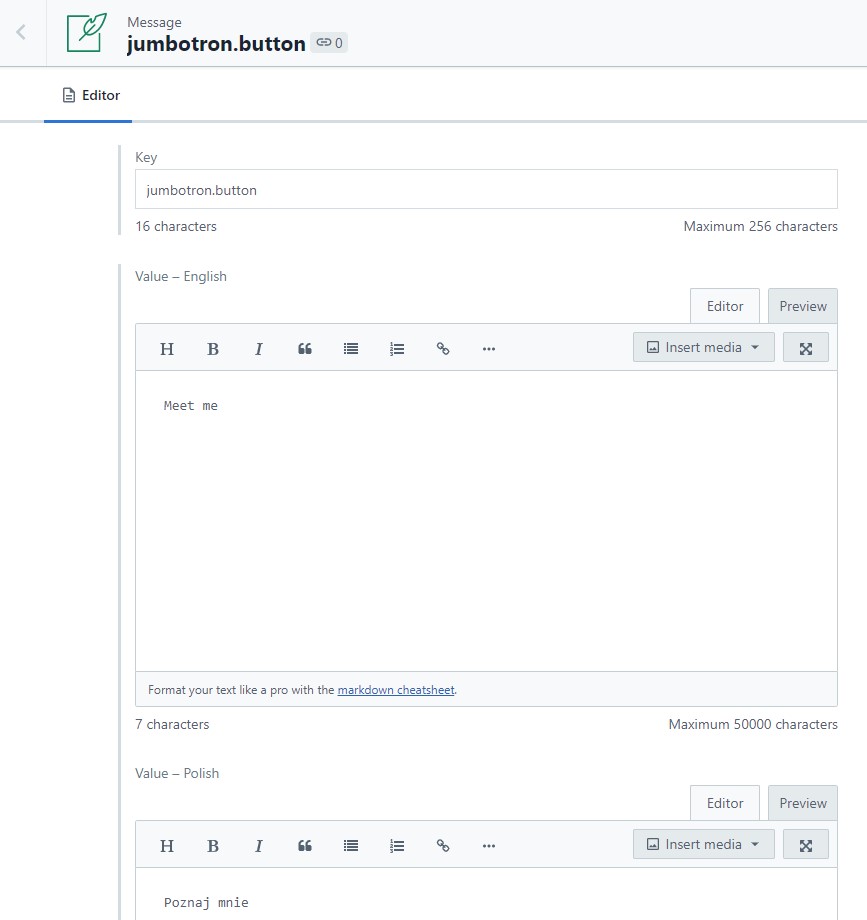 Message
jumbotron.button 0
Editor
Key
jumbotron.button
16 characters Maximum 256 characters
Value – English
Editor Preview
H B I Insert media
Meet me
Format your text like a pro with the markdown cheatsheet.
7 characters Maximum 50000 characters
Value – Polish
Editor Preview
H B I Insert media
Poznaj mnie